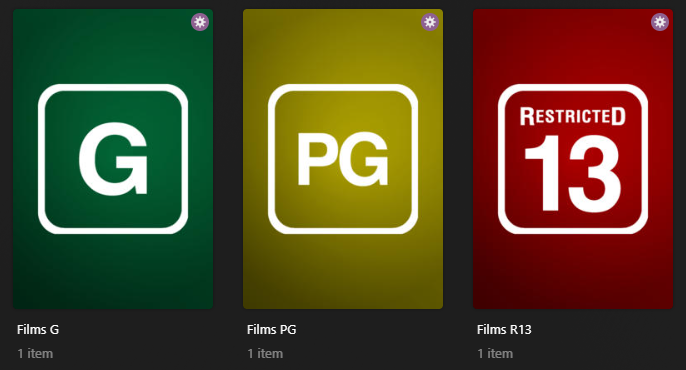 G
PG
RESTRICTED
13
Films G
1 item
Films PG
1 item
Films R13
1 item